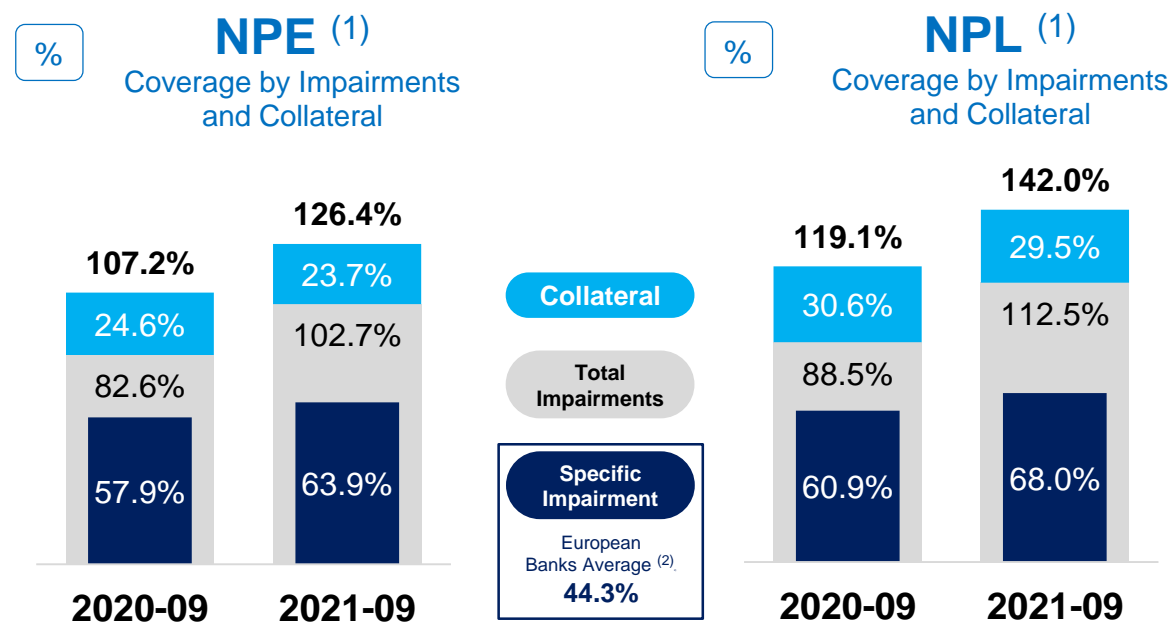 %
NPE (1)
Coverage by Impairments
and Collateral
107.2%
24.6%
82.6%
57.9%
2020-09
126.4%
23.7%
102.7%
63.9%
2021-09
Collateral
Total
Impairments
Specific
Impairment
European
Banks Average (2).
44.3%
%
NPL (1)
Coverage by Impairments
and Collateral
119.1%
30.6%
88.5%
60.9%
2020-09
142.0%
29.5%
112.5%
68.0%
2021-09